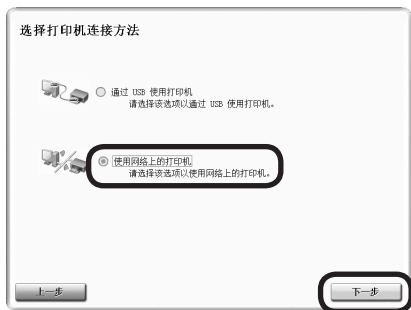 选择打印机连接方法
通过 USB 使用打印机
请选择该选项以通过 USB 使用打印机。
使用网络上的打印机
请选择该选项以使用网络上的打印机。
上一步
下一步